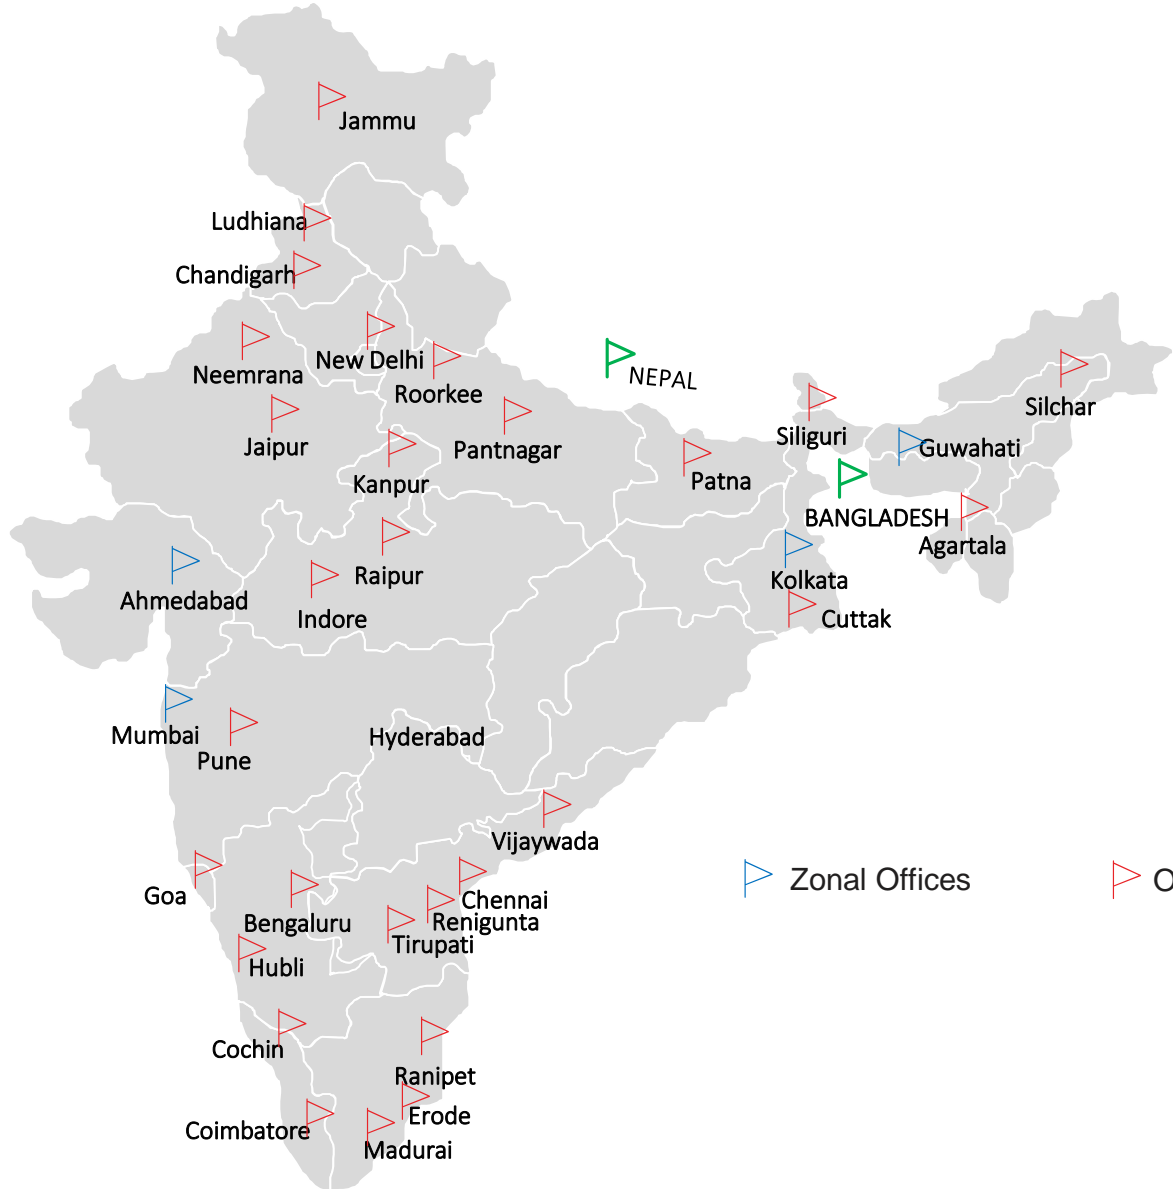 Jammu
Ludhiana
Chandigarh
New Delhi
Neemrana
Roorkee
NEPAL
Silchar
Jaipur
Pantnagar
Siliguri
Guwahati
Kanpur
Patna
BANGLADESH
Agartala
Raipur
Kolkata
Ahmedabad
Indore
Cuttak
Mumbai
Hyderabad
Pune
Vijaywada
Zonal Offices
O
Goa
Chennai
Bengaluru
Renigunta
Tirupati
Hubli
Cochin
Ranipet
Erode
Coimbatore
Madurai